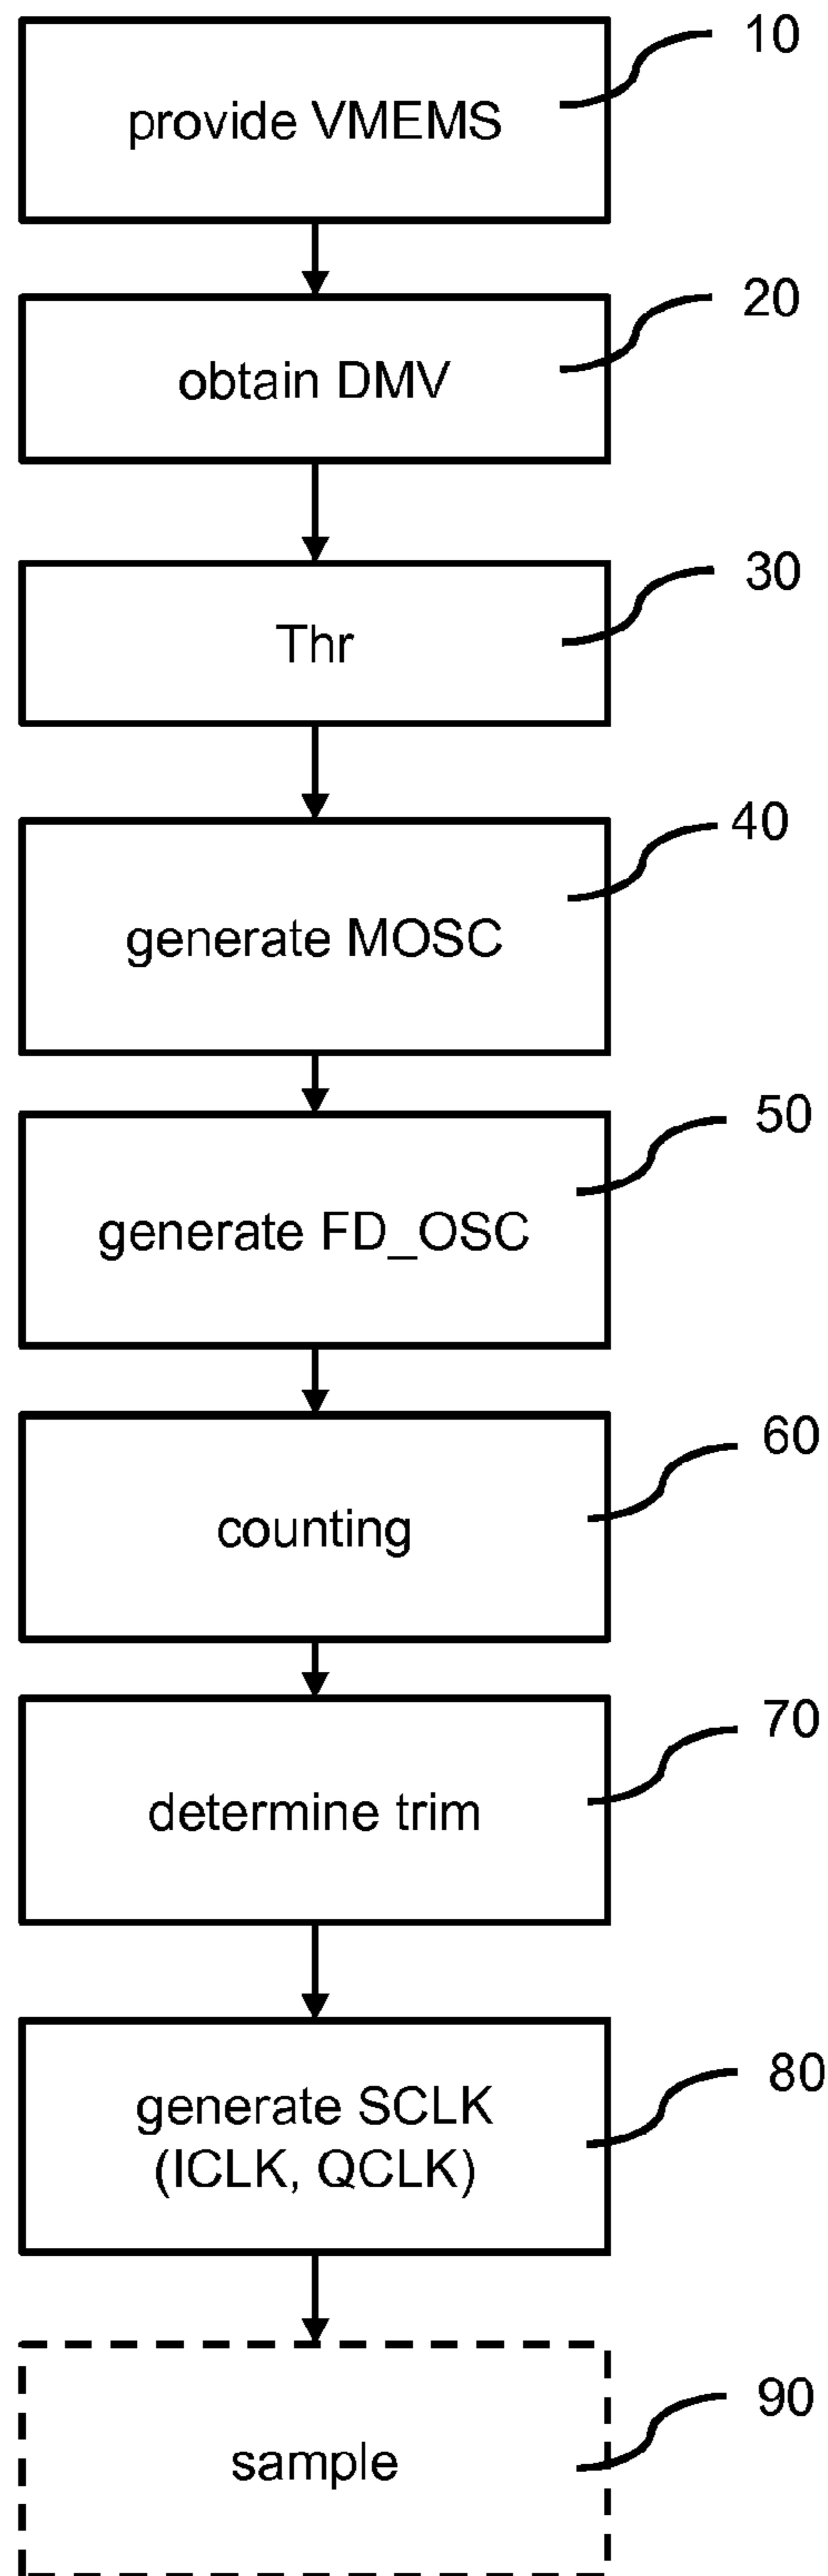 10
provide VMEMS
20
obtain DMV
30
Thr
40
generate MOSC
50
generate FD_OSC
60
counting
70
determine trim
80
generate SCLK
(ICLK, QCLK)
90
sample